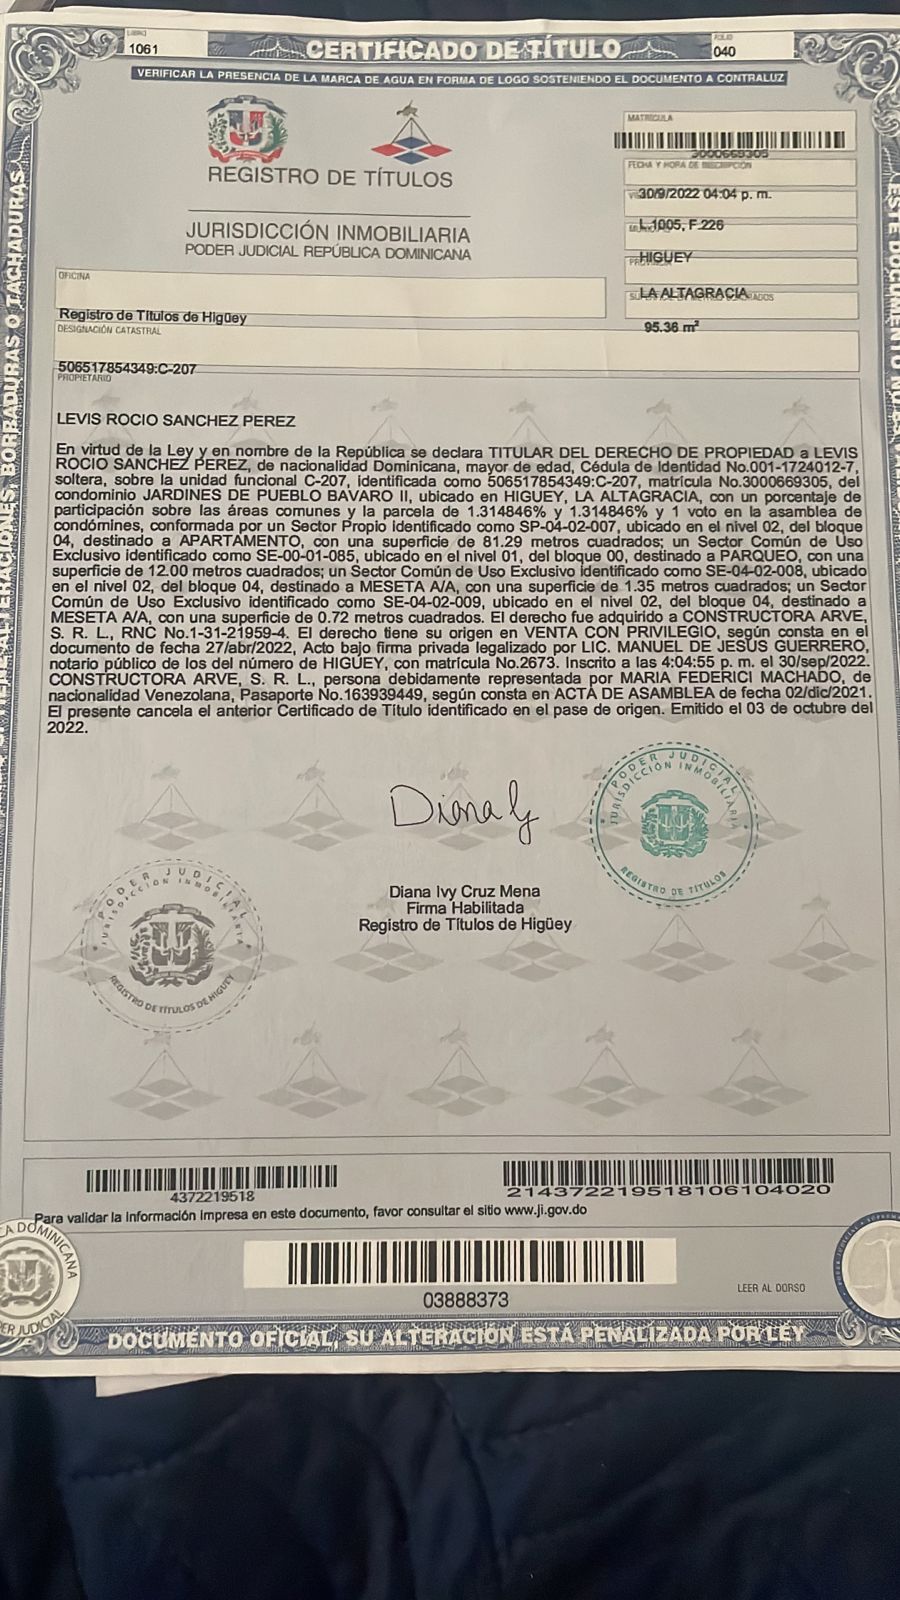 LIBRO
1061
CERTIFICADO DE TÍTULO
FOLIO
040
VERIFICAR LA PRESENCIA DE LA MARCA DE AGUA EN FORMA DE LOGO SOSTENIENDO EL DOCUMENTO A CONTRALUZ
REGISTRO DE TÍTULOS
JURISDICCIÓN INMOBILIARIA
PODER JUDICIAL REPÚBLICA DOMINICANA
MATRÍCULA
3000669305
FECHA Y HORA DE INSCRIPCIÓN
30/9/2022 04:04 p. m.
L.1005, F.226
HIGUEY
LA ALTAGRACIA
95.36 m²
OFICINA
Registro de Títulos de Higüey
DESIGNACIÓN CATASTRAL
506517854349:C-207
PROPIETARIO
LEVIS ROCIO SANCHEZ PEREZ
En virtud de la Ley y en nombre de la República se declara TITULAR DEL DERECHO DE PROPIEDAD a LEVIS
ROCIO SANCHEZ PEREZ, de nacionalidad Dominicana, mayor de edad, Cédula de Identidad No.001-1724012-7,
soltera, sobre la unidad funcional C-207, identificada como 506517854349:C-207, matrícula No.3000669305, del
condominio JARDINES DE PUEBLO BAVARO II, ubicado en HIGUEY, LA ALTAGRACIA, con un porcentaje de
participación sobre las áreas comunes y la parcela de 1.314846% y 1.314846% y 1 voto en la asamblea de
condómines, conformada por un Sector Propio identificado como SP-04-02-007, ubicado en el nivel 02, del bloque
04, destinado a APARTAMENTO, con una superficie de 81.29 metros cuadrados; un Sector Común de Uso
Exclusivo identificado como SE-00-01-085, ubicado en el nivel 01, del bloque 00, destinado a PARQUEO, con una
superficie de 12.00 metros cuadrados; un Sector Común de Uso Exclusivo identificado como SE-04-02-008, ubicado
en el nivel 02, del bloque 04, destinado a MESETA A/A, con una superficie de 1.35 metros cuadrados; un Sector
Común de Uso Exclusivo identificado como SE-04-02-009, ubicado en el nivel 02, del bloque 04, destinado a
MESETA A/A, con una superficie de 0.72 metros cuadrados. El derecho fue adquirido a CONSTRUCTORA ARVE,
S. R. L., RNC No.1-31-21959-4. El derecho tiene su origen en VENTA CON PRIVILEGIO, según consta en el
documento de fecha 27/abr/2022, Acto bajo firma privada legalizado por LIC. MANUEL DE JESUS GUERRERO,
notario público de los del número de HIGUEY, con matrícula No.2673. Inscrito a las 4:04:55 p. m. el 30/sep/2022.
CONSTRUCTORA ARVE, S. R. L., persona debidamente representada por MARIA FEDERICI MACHADO, de
nacionalidad Venezolana, Pasaporte No.163939449, según consta en ACTA DE ASAMBLEA de fecha 02/dic/2021.
El presente cancela el anterior Certificado de Título identificado en el pase de origen. Emitido el 03 de octubre del
2022.
Diana Iy
PODER JUDICIAL
JURISDICCIÓN INMOBILIARIA
REGISTRO DE TÍTULOS
Diana Ivy Cruz Mena
Firma Habilitada
Registro de Títulos de Higüey
PODER JUDICIAL
JURISDICCIÓN INMOBILIARIA
REGISTRO DE TÍTULOS DE HIGUEY
4372219518
214372219518106104020
Para validar la información impresa en este documento, favor consultar el sitio www.ji.gov.do
03888373
LEER AL DORSO
DOCUMENTO OFICIAL, SU ALTERACIÓN ESTÁ PENALIZADA POR LEY
ALTERACIONES, BORRADURAS O TACHADURAS
ESTE DOCUMENTO NO